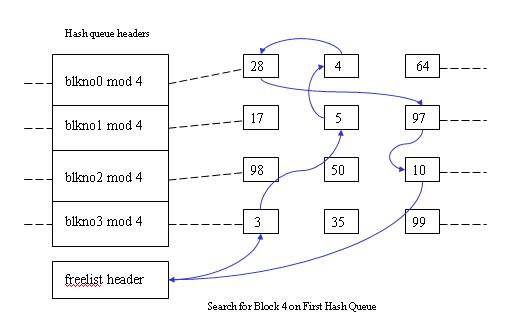 Hash queue headers
blkno0 mod 4 28 4 64
blkno1 mod 4 17 5 97
blkno2 mod 4 98 50 10
blkno3 mod 4 3 35 99
freelist header
Search for Block 4 on First Hash Queue